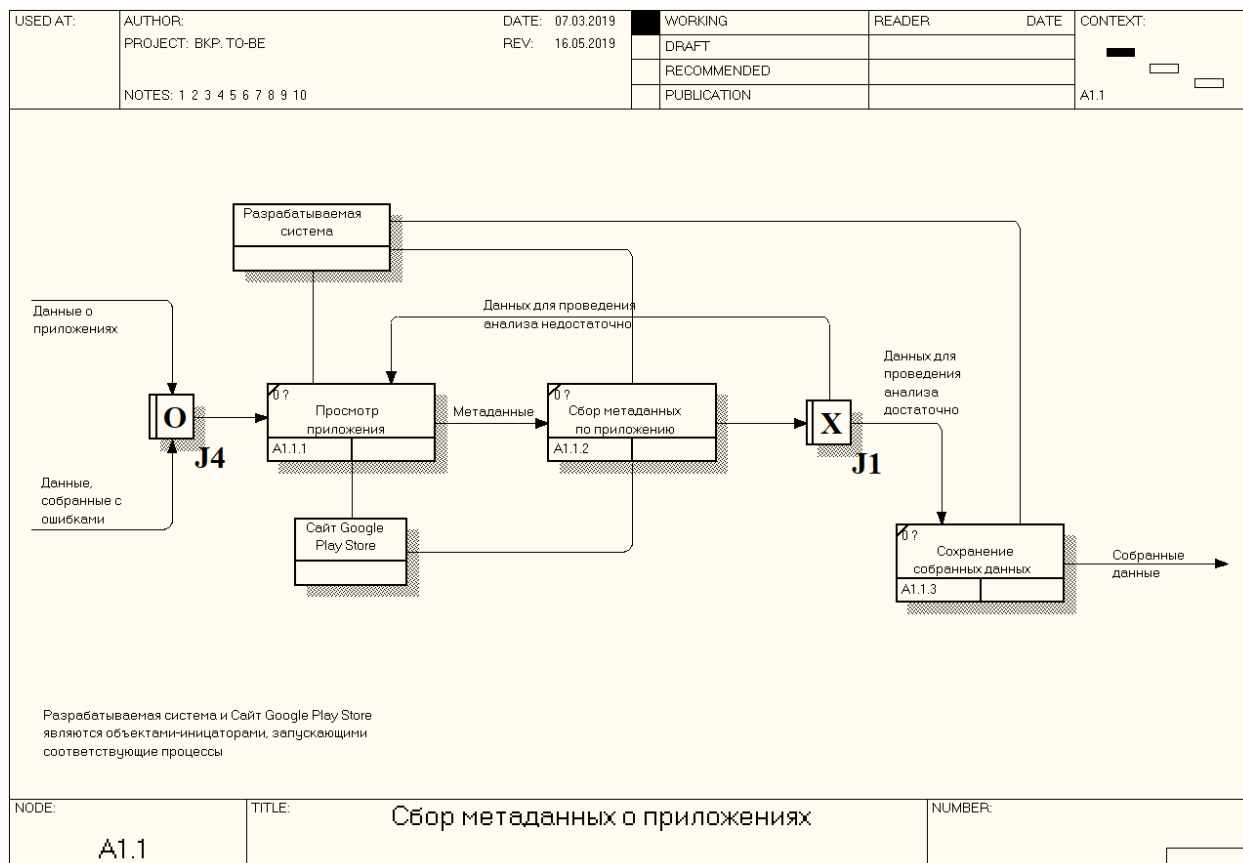 USED AT:
AUTHOR:
DATE: 07.03.2019
PROJECT: ВКР. TO-BE
REV: 16.05.2019
NOTES: 1 2 3 4 5 6 7 8 9 10
WORKING
DRAFT
RECOMMENDED
PUBLICATION
READER
DATE
CONTEXT:
A1.1
Разрабатываемая
система
Данные о
приложениях
Данных для проведения
анализа недостаточно
Данных для
проведения
анализа
достаточно
O
J4
0 ?
Просмотр
приложения
A1.1.1
Метаданные
0 ?
Сбор метаданных
по приложению
A1.1.2
X
J1
Данные,
собранные с
ошибками
Сайт Google
Play Store
0 ?
Сохранение
собранных данных
A1.1.3
Собранные
данные
Разрабатываемая система и Сайт Google Play Store
являются объектами-иницаторами, запускающими
соответствующие процессы
NODE:
A1.1
TITLE:
Сбор метаданных о приложениях
NUMBER: